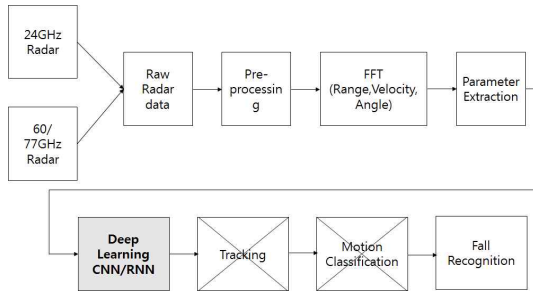 24GHz
Radar
60/
77GHz
Radar
Raw
Radar
data
Pre-
processin
g
FFT
(Range,Velocity,
Angle)
Parameter
Extraction
Deep
Learning
CNN/RNN
Tracking
Motion
Classification
Fall
Recognition